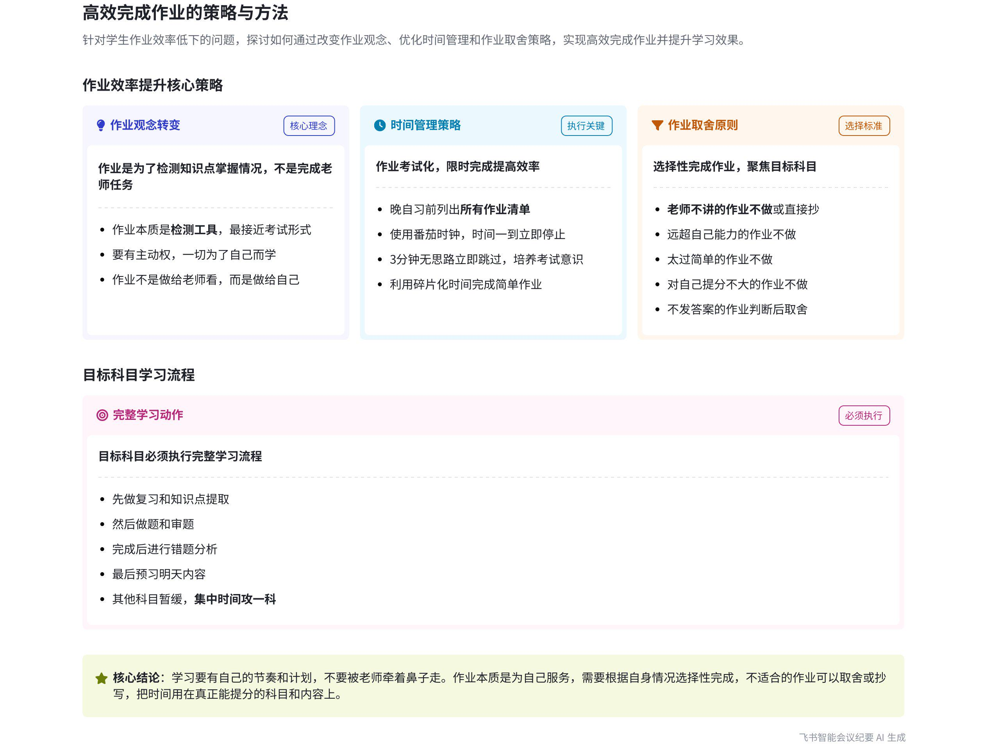 高效完成作业的策略与方法
针对学生作业效率低下的问题，探讨如何通过改变作业观念、优化时间管理和作业取舍策略，实现高效完成作业并提升学习效果。
作业效率提升核心策略
作业观念转变
核心理念
作业是为了检测知识点掌握情况，不是完成老
师任务
作业本质是检测工具，最接近考试形式
要有主动权，一切为了自己而学
作业不是做给老师看，而是做给自己
时间管理策略
执行关键
作业考试化，限时完成提高效率
晚自习前列出所有作业清单
使用番茄时钟，时间一到立即停止
3分钟无思路立即跳过，培养考试意识
利用碎片化时间完成简单作业
作业取舍原则
选择标准
选择性完成作业，聚焦目标科目
老师不讲的作业不做或直接抄
远超自己能力的作业不做
太过简单的作业不做
对自己提分不大的作业不做
不发答案的作业判断后取舍
目标科目学习流程
完整学习动作
必须执行
目标科目必须执行完整学习流程
先做复习和知识点提取
然后做题和审题
完成后进行错题分析
最后预习明天内容
其他科目暂缓，集中时间攻一科
核心结论：学习要有自己的节奏和计划，不要被老师牵着鼻子走。作业本质是为自己服务，需要根据自身情况选择性完成，不适合的作业可以取舍或抄
写，把时间用在真正能提分的科目和内容上。
飞书智能会议纪要 AI 生成